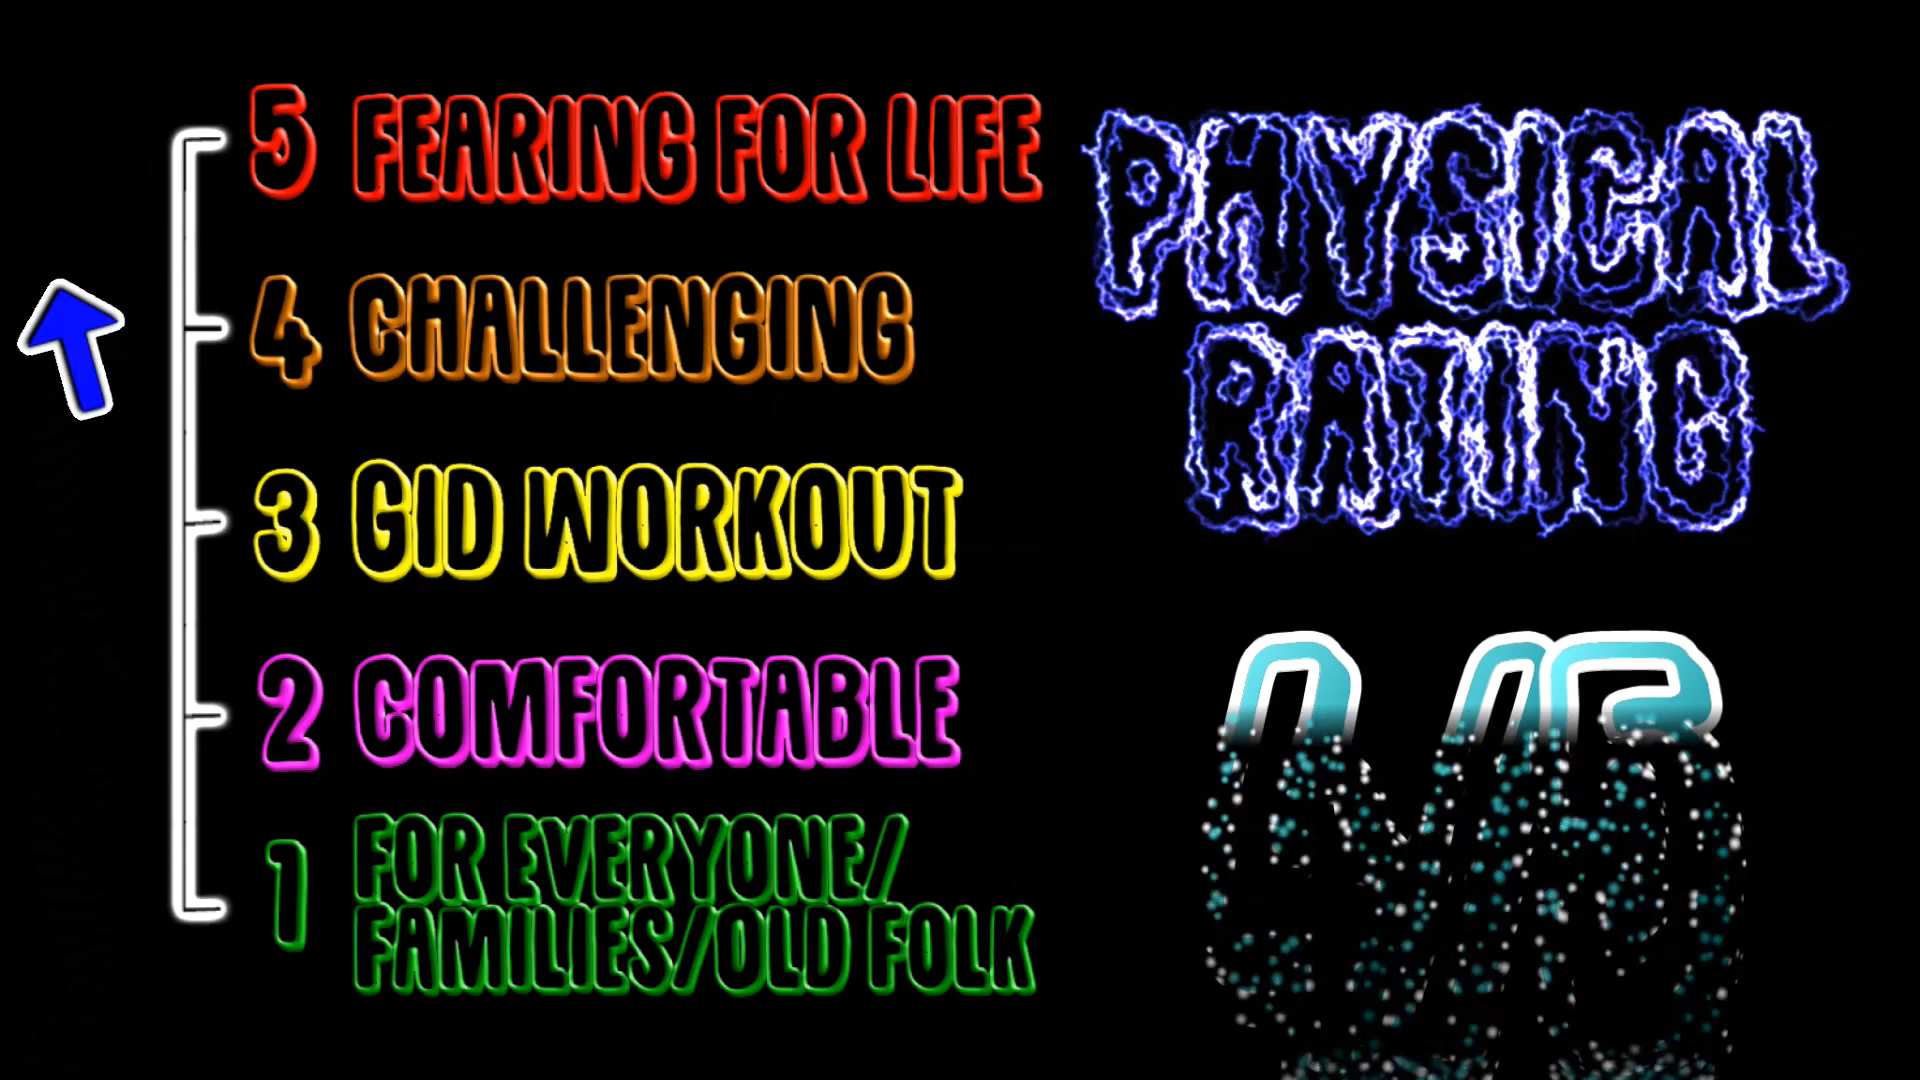 5 FEARING FOR LIFE
4 CHALLENGING
3 GID WORKOUT
2 COMFORTABLE
1 FOR EVERYONE/
FAMILIES/OLD FOLK
PHYSICAL
RATING